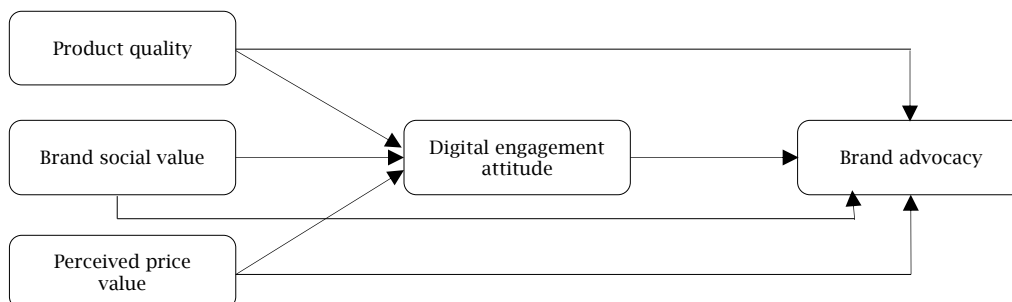 Product quality
Brand social value
Digital engagement
attitude
Brand advocacy
Perceived price
value